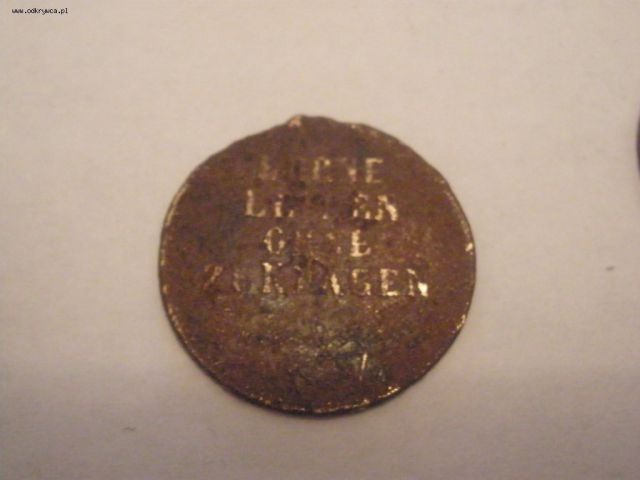 www.odkrywca.pl
LERNE
LEIDEN
OHNE
ZU KLAGEN